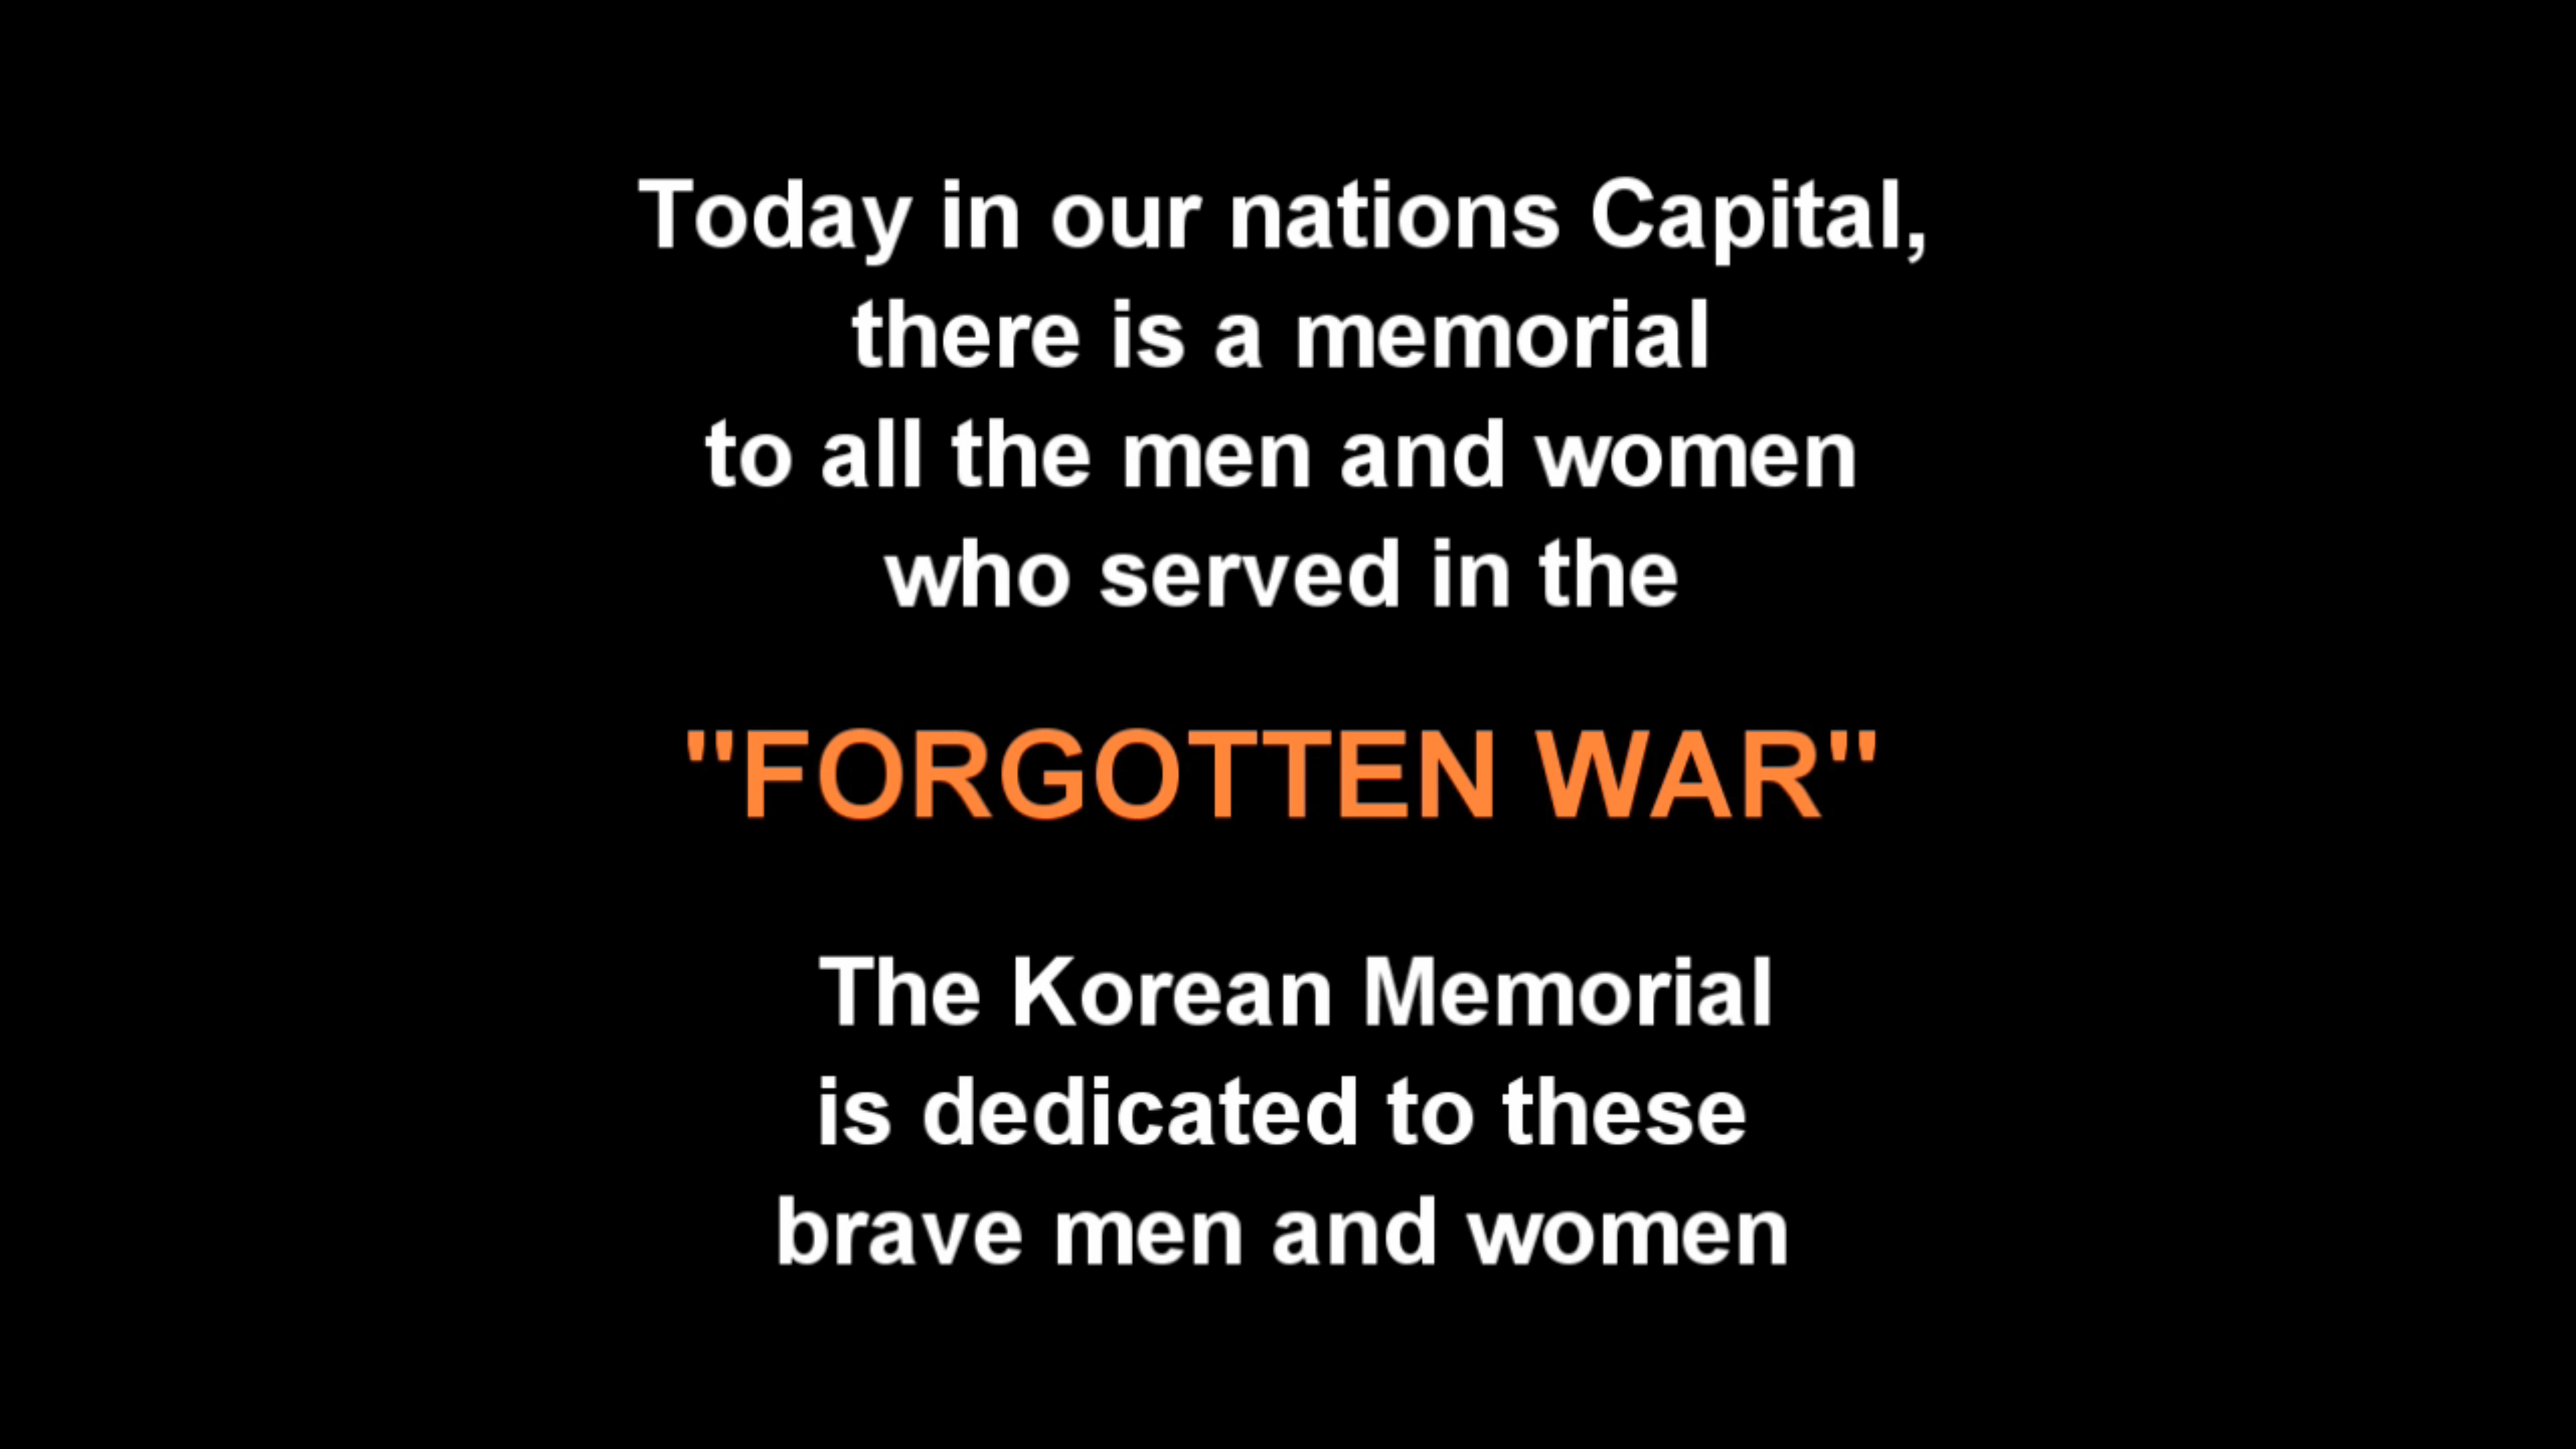 Today in our nations Capital,
there is a memorial
to all the men and women
who served in the
"FORGOTTEN WAR"
The Korean Memorial
is dedicated to these
brave men and women